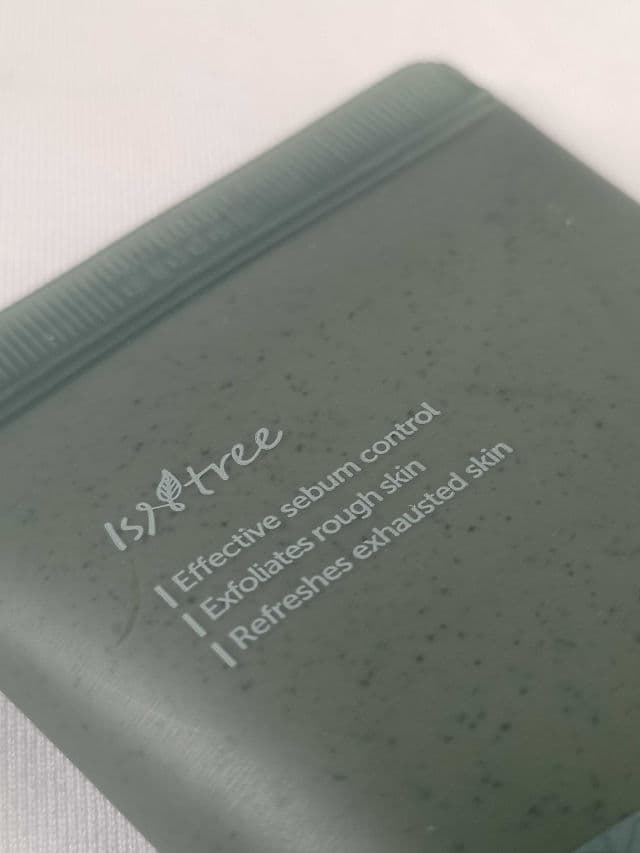 Isntree
Effective sebum control
Exfoliates rough skin
Refreshes exhausted skin